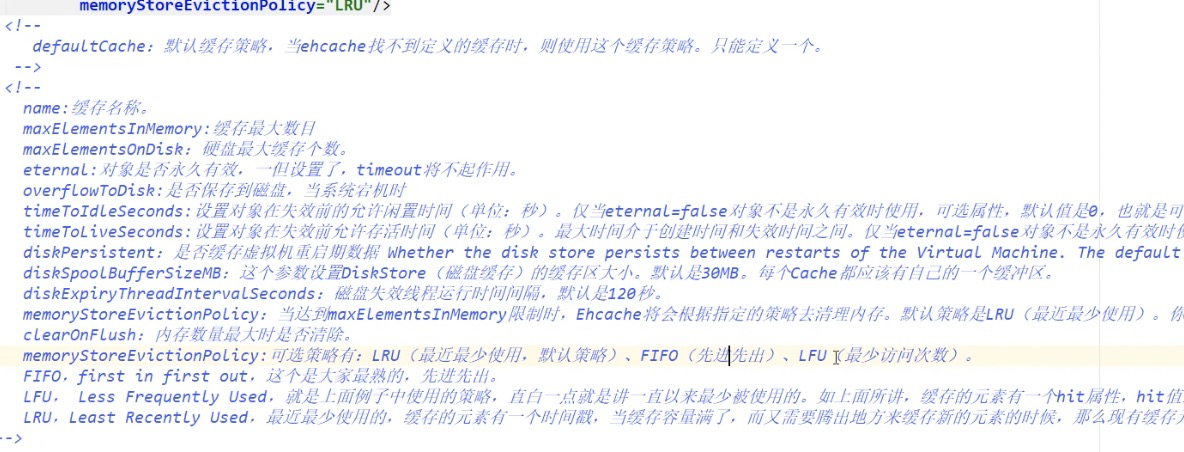 memoryStoreEvictionPolicy="LRU"/>
<!--
defaultCache：默认缓存策略，当ehcache找不到定义的缓存时，则使用这个缓存策略。只能定义一个。
-->
<!--
name:缓存名称。
maxElementsInMemory:缓存最大数目
maxElementsOnDisk：硬盘最大缓存个数。
eternal:对象是否永久有效，一但设置了，timeout将不起作用。
overflowToDisk:是否保存到磁盘，当系统宕机时
timeToIdleSeconds:设置对象在失效前的允许闲置时间（单位：秒）。仅当eternal=false对象不是永久有效时使用，可选属性，默认值是0，也就是可
timeToLiveSeconds:设置对象在失效前允许存活时间（单位：秒）。最大时间介于创建时间和失效时间之间。仅当eternal=false对象不是永久有效时使
diskPersistent：是否缓存虚拟机重启期数据 Whether the disk store persists between restarts of the Virtual Machine. The default
diskSpoolBufferSizeMB：这个参数设置DiskStore（磁盘缓存）的缓存区大小。默认是30MB。每个Cache都应该有自己的一个缓冲区。
diskExpiryThreadIntervalSeconds：磁盘失效线程运行时间间隔，默认是120秒。
memoryStoreEvictionPolicy：当达到maxElementsInMemory限制时，Ehcache将会根据指定的策略去清理内存。默认策略是LRU（最近最少使用）。你
clearOnFlush：内存数量最大时是否清除。
memoryStoreEvictionPolicy:可选策略有：LRU（最近最少使用，默认策略）、FIFO（先进先出）、LFU（最少访问次数）。
FIFO，first in first out，这个是大家最熟的，先进先出。
LFU， Less Frequently Used，就是上面例子中使用的策略，直白一点就是讲一直以来最少被使用的。如上面所讲，缓存的元素有一个hit属性，hit值
LRU，Least Recently Used，最近最少使用的，缓存的元素有一个时间戳，当缓存容量满了，而又需要腾出地方来缓存新的元素的时候，那么现有缓存
-->